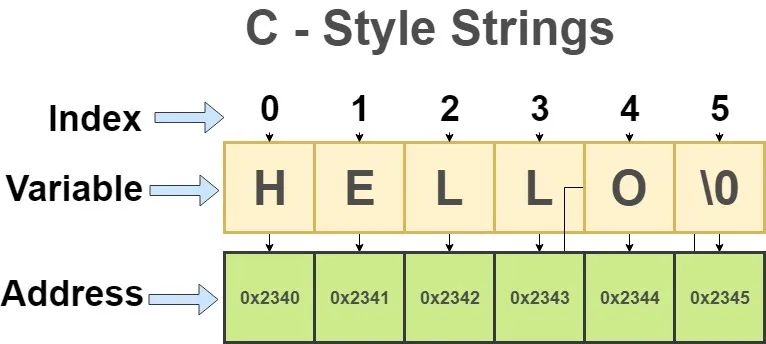 C - Style Strings
Index 0 1 2 3 4 5
Variable H E L L O \0
Address 0x2340 0x2341 0x2342 0x2343 0x2344 0x2345